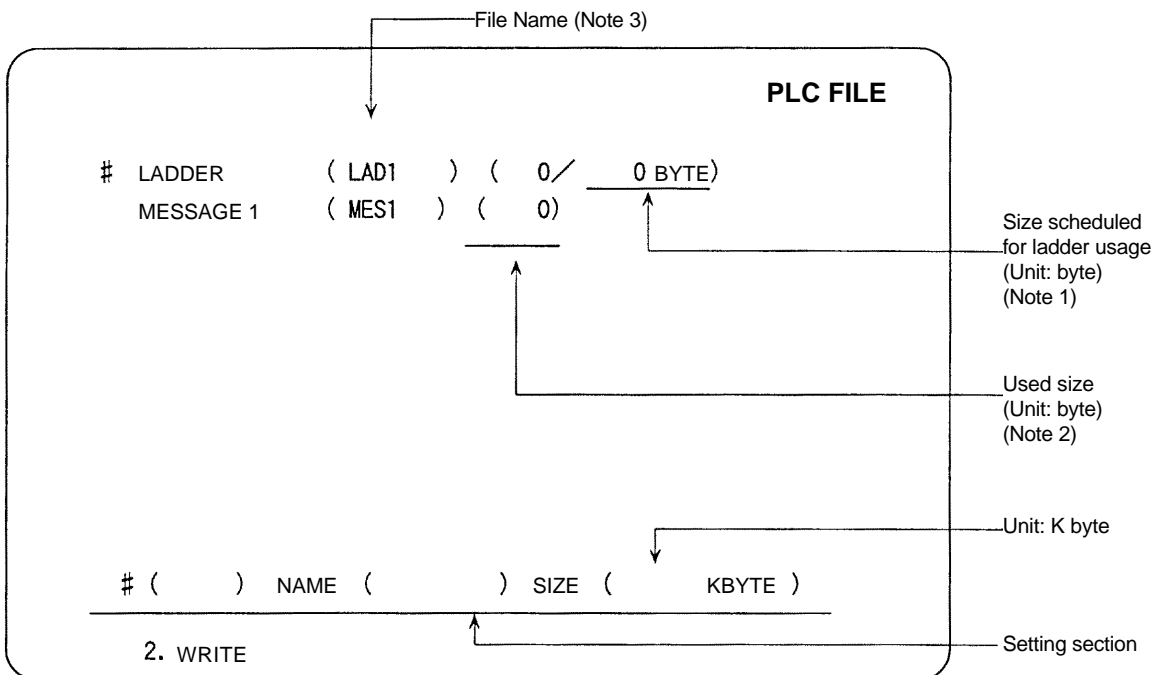 File Name (Note 3)
PLC FILE
# LADDER ( LAD1 ) ( 0/ 0 BYTE)
MESSAGE 1 ( MES1 ) ( 0)
Size scheduled
for ladder usage
(Unit: byte)
(Note 1)
Used size
(Unit: byte)
(Note 2)
Unit: K byte
# ( ) NAME ( ) SIZE ( KBYTE )
Setting section
2. WRITE